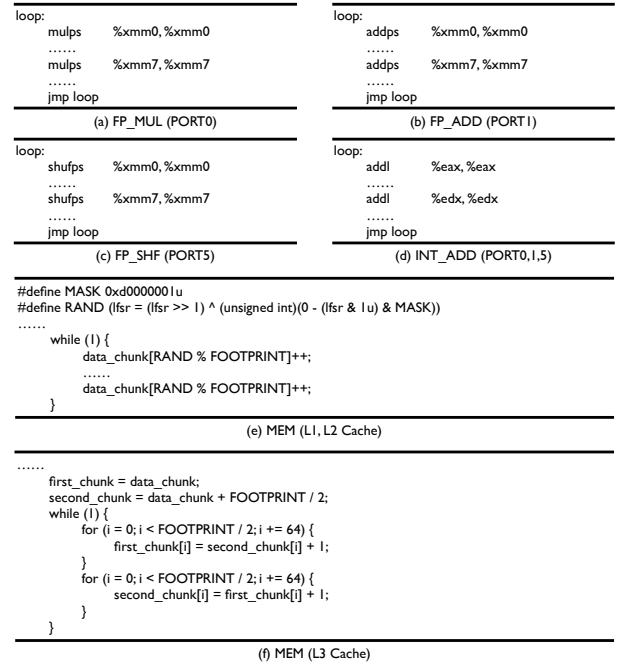 loop:
mulps %xmm0, %xmm0
......
mulps %xmm7, %xmm7
......
jmp loop
(a) FP_MUL (PORT0)
loop:
addps %xmm0, %xmm0
......
addps %xmm7, %xmm7
......
jmp loop
(b) FP_ADD (PORT1)
loop:
shufps %xmm0, %xmm0
......
shufps %xmm7, %xmm7
......
jmp loop
(c) FP_SHF (PORT5)
loop:
addl %eax, %eax
......
addl %edx, %edx
......
jmp loop
(d) INT_ADD (PORT0,1,5)
#define MASK 0xd0000001u
#define RAND (lfsr = (lfsr >> 1) ^ (unsigned int)(0 - (lfsr & 1u) & MASK))
......
while (1) {
data_chunk[RAND % FOOTPRINT]++;
......
data_chunk[RAND % FOOTPRINT]++;
}
(e) MEM (L1, L2 Cache)
......
first_chunk = data_chunk;
second_chunk = data_chunk + FOOTPRINT / 2;
while (1) {
for (i = 0; i < FOOTPRINT / 2; i += 64) {
first_chunk[i] = second_chunk[i] + 1;
}
for (i = 0; i < FOOTPRINT / 2; i += 64) {
second_chunk[i] = first_chunk[i] + 1;
}
}
(f) MEM (L3 Cache)